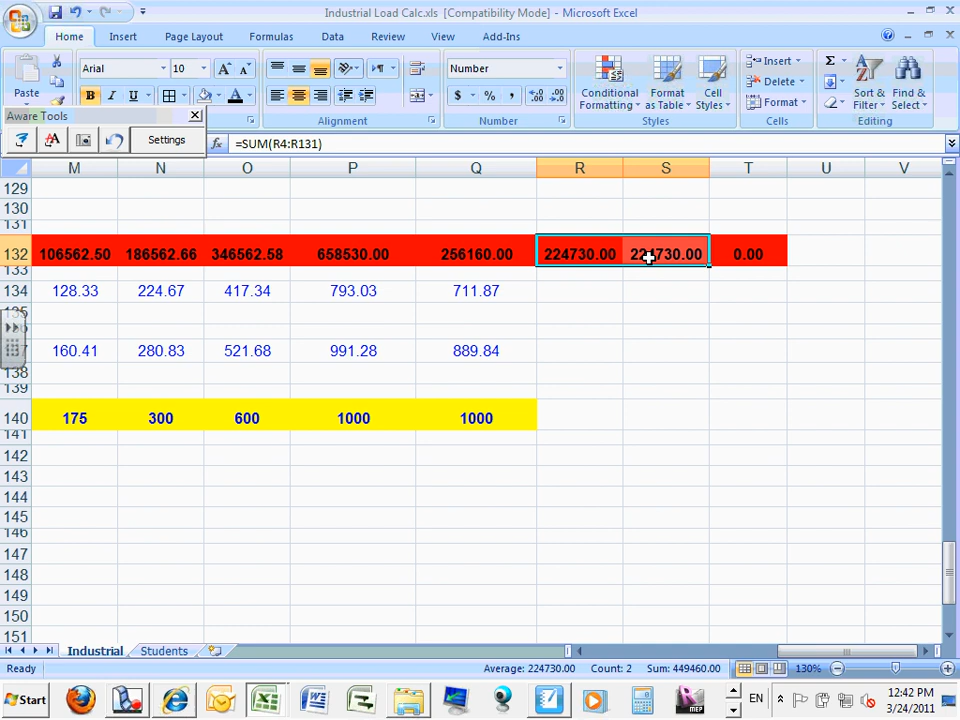 Industrial Load Calc.xls [Compatibility Mode] - Microsoft Excel
Home Insert Page Layout Formulas Data Review View Add-Ins
Paste
Arial 10 A A
B I U A
Number
$ % ,
Conditional Formatting
Format as Table
Cell Styles
Insert
Delete
Format
Σ
Sort & Filter
Find & Select
Alignment Number Styles Cells Editing
Aware Tools
Settings
fx =SUM(R4:R131)
M N O P Q R S T U V
129
130
131
132 106562.50 186562.66 346562.58 658530.00 256160.00 224730.00 730.00 0.00
133
134 128.33 224.67 417.34 793.03 711.87
135
160.41 280.83 521.68 991.28 889.84
138
139
140 175 300 600 1000 1000
141
142
143
144
145
146
147
148
149
150
151
Industrial Students
Ready Average: 224730.00 Count: 2 Sum: 449460.00 130%
Start EN 12:42 PM
MEP 3/24/2011